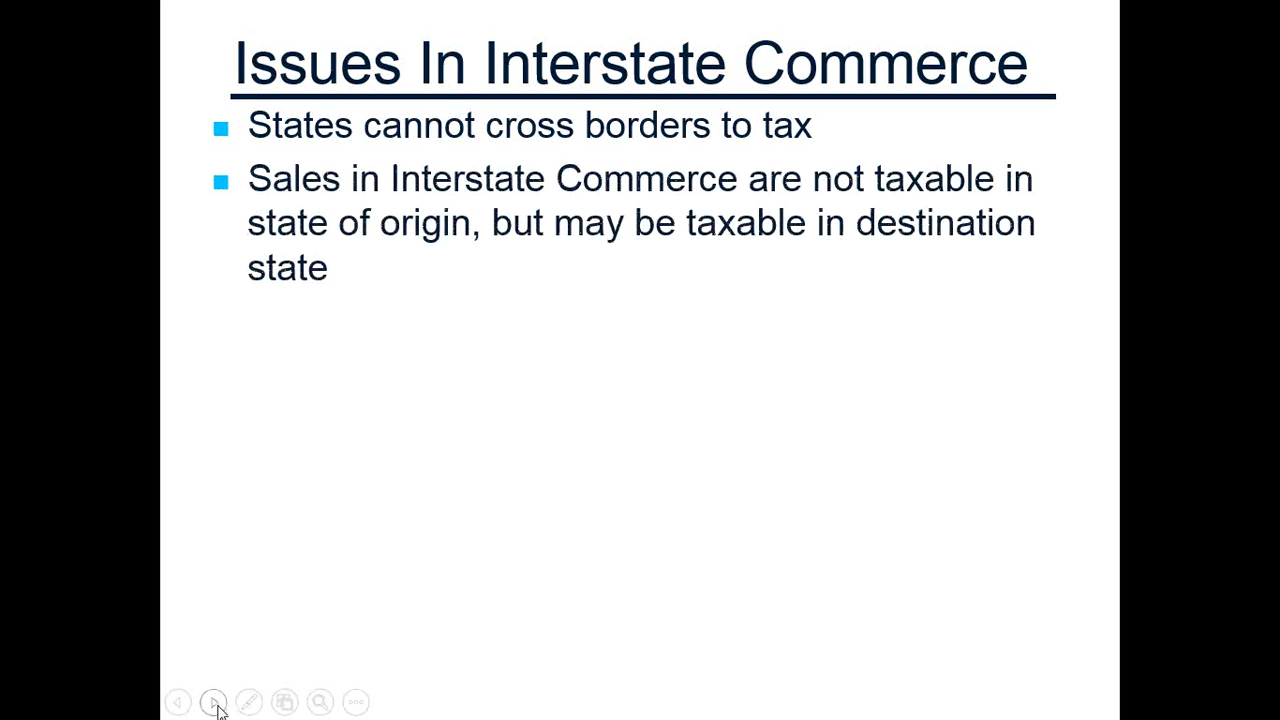 Issues In Interstate Commerce
States cannot cross borders to tax
Sales in Interstate Commerce are not taxable in
state of origin, but may be taxable in destination
state